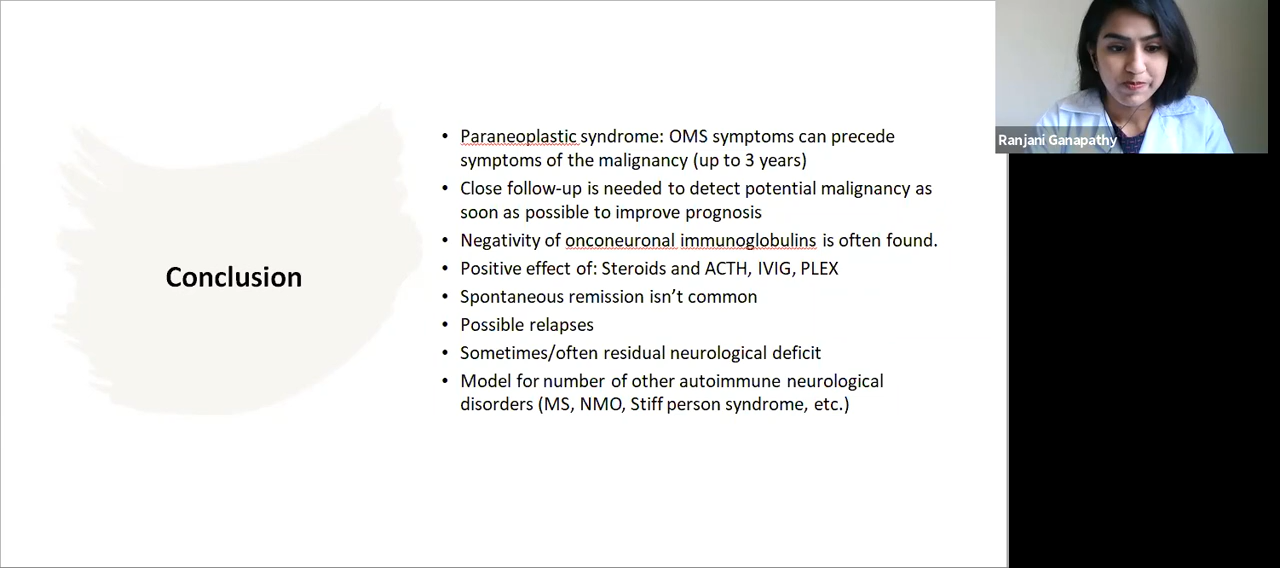 Conclusion
• Paraneoplastic syndrome: OMS symptoms can precede
symptoms of the malignancy (up to 3 years)
• Close follow-up is needed to detect potential malignancy as
soon as possible to improve prognosis
• Negativity of onconeuronal immunoglobulins is often found.
• Positive effect of: Steroids and ACTH, IVIG, PLEX
• Spontaneous remission isn’t common
• Possible relapses
• Sometimes/often residual neurological deficit
• Model for number of other autoimmune neurological
disorders (MS, NMO, Stiff person syndrome, etc.)
Ranjani Ganapathy